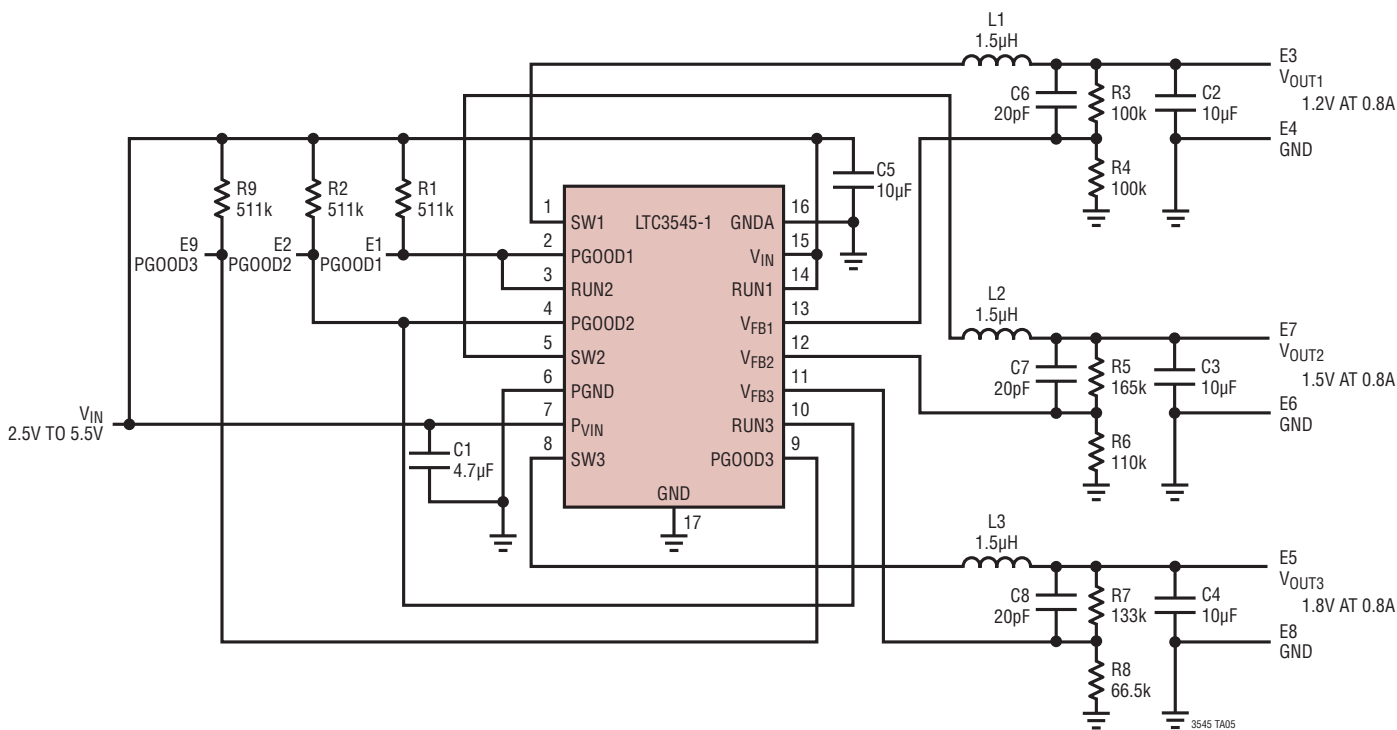 L1
1.5µH
E3
VOUT1
1.2V AT 0.8A
C6
20pF
R3
100k
C2
10µF
E4
GND
R4
100k
R9
511k
R2
511k
R1
511k
C5
10µF
E9
PGOOD3
E2
PGOOD2
E1
PGOOD1
LTC3545-1
1
SW1
2
PGOOD1
3
RUN2
4
PGOOD2
5
SW2
6
PGND
7
PVIN
8
SW3
16
GNDA
15
VIN
14
RUN1
13
VFB1
12
VFB2
11
VFB3
10
RUN3
9
PGOOD3
GND
17
VIN
2.5V TO 5.5V
C1
4.7µF
L2
1.5µH
E7
VOUT2
1.5V AT 0.8A
C7
20pF
R5
165k
C3
10µF
E6
GND
R6
110k
L3
1.5µH
E5
VOUT3
1.8V AT 0.8A
C8
20pF
R7
133k
C4
10µF
E8
GND
R8
66.5k
3545 TA05